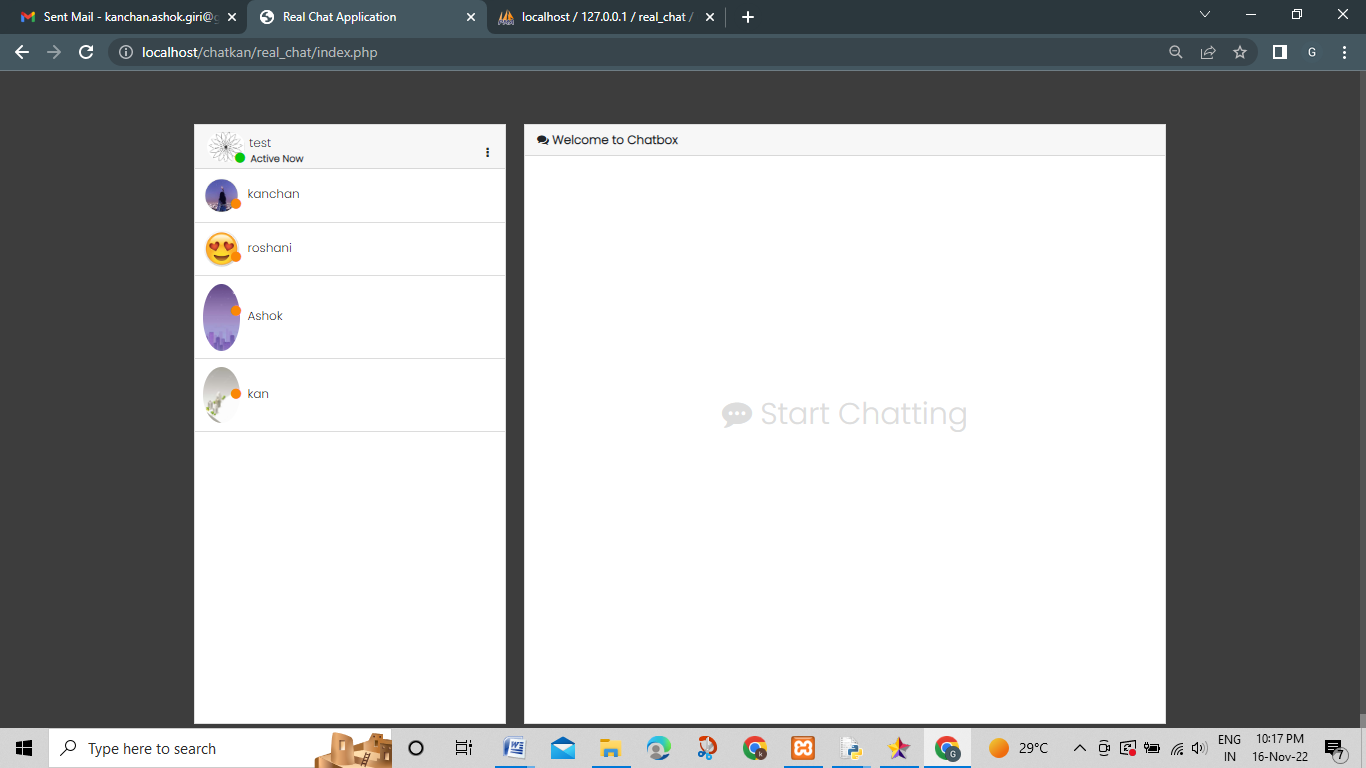 Sent Mail - kanchan.ashok.giri@g
Real Chat Application
localhost / 127.0.0.1 / real_chat /
localhost/chatkan/real_chat/index.php
G
test
Active Now
Welcome to Chatbox
kanchan
roshani
Ashok
kan
Start Chatting
Type here to search
29°C
ENG
IN
10:17 PM
16-Nov-22
7